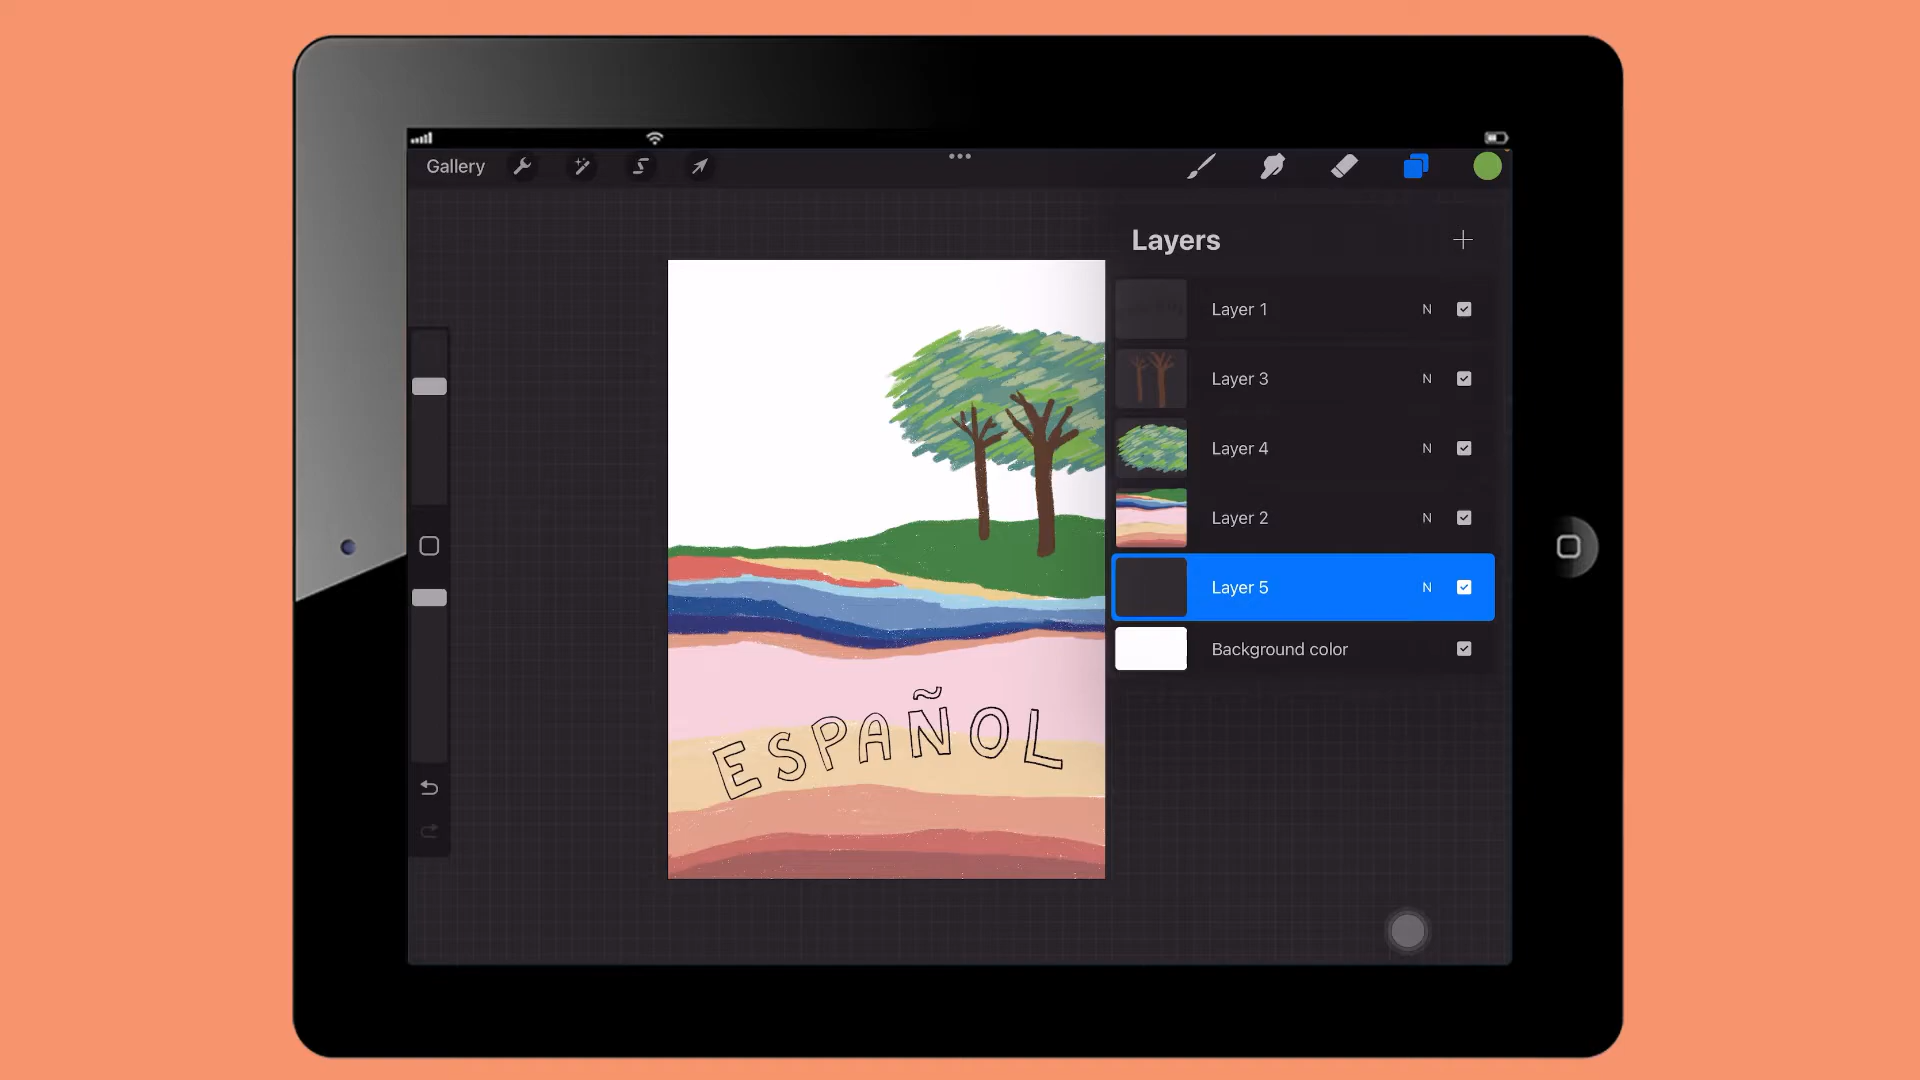 Gallery
Layers
Layer 1 N
Layer 3 N
Layer 4 N
Layer 2 N
Layer 5 N
Background color
ESPAÑOL